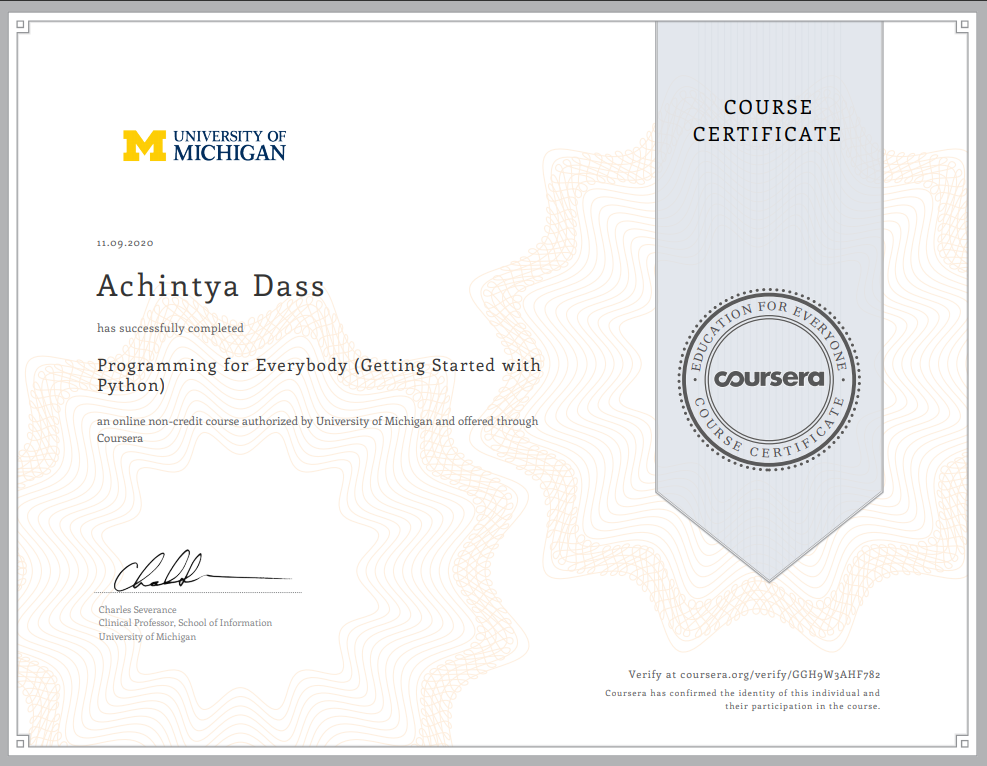 COURSE
CERTIFICATE
UNIVERSITY OF
MICHIGAN
11.09.2020
Achintya Dass
has successfully completed
Programming for Everybody (Getting Started with
Python)
an online non-credit course authorized by University of Michigan and offered through
Coursera
EDUCATION FOR EVERYONE
coursera
COURSE CERTIFICATE
Charles Severance
Clinical Professor, School of Information
University of Michigan
Verify at coursera.org/verify/GGH9W3AHF782
Coursera has confirmed the identity of this individual and
their participation in the course.